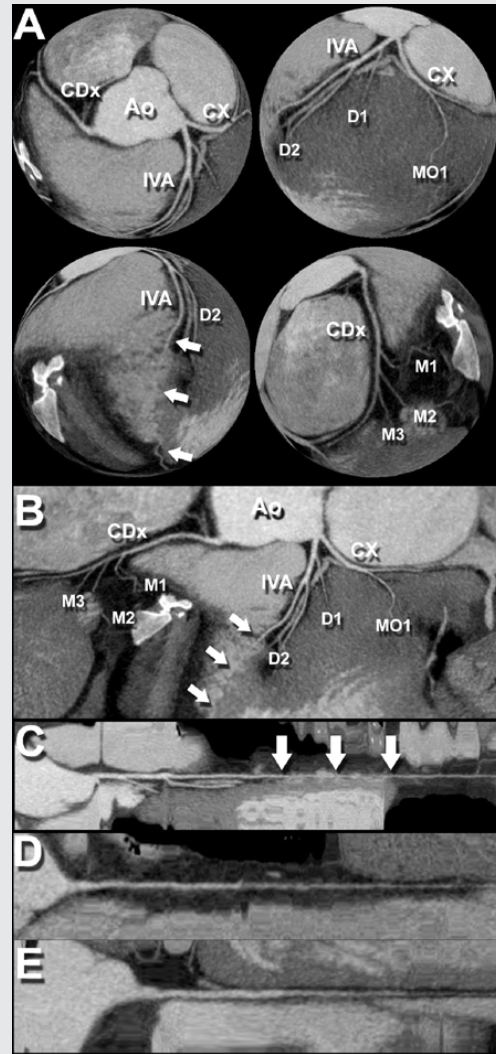 A
CDx
Ao
CX
IVA
IVA
CX
D1
D2
MO1
IVA
D2
CDx
M1
M2
M3
B
CDx
Ao
CX
IVA
M3
M1
M2
D1
D2
MO1
C
D
E